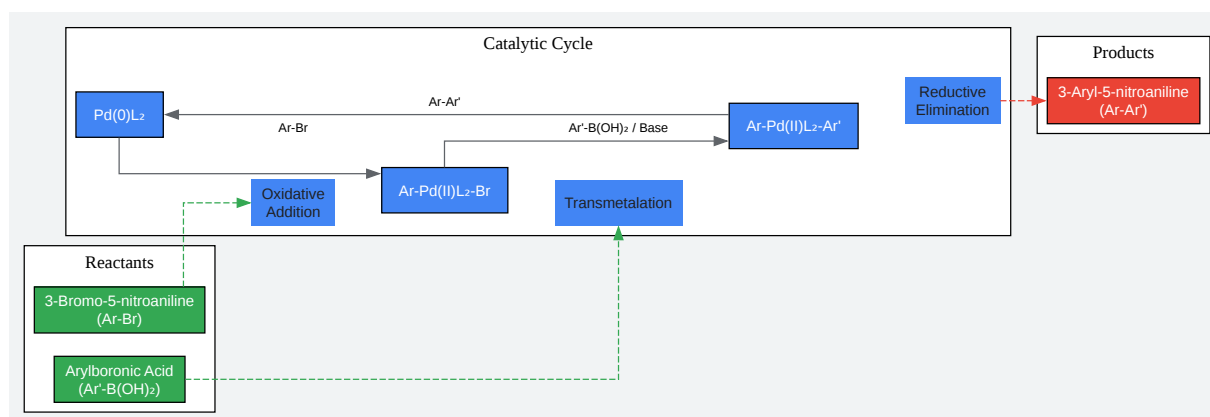 Catalytic Cycle
Products
Reductive
Elimination
3-Aryl-5-nitroaniline
(Ar-Ar')
Pd(0)L₂
Ar-Ar'
Ar-Br
Ar'-B(OH)₂ / Base
Ar-Pd(II)L₂-Ar'
Oxidative
Addition
Ar-Pd(II)L₂-Br
Transmetalation
Reactants
3-Bromo-5-nitroaniline
(Ar-Br)
Arylboronic Acid
(Ar'-B(OH)₂)